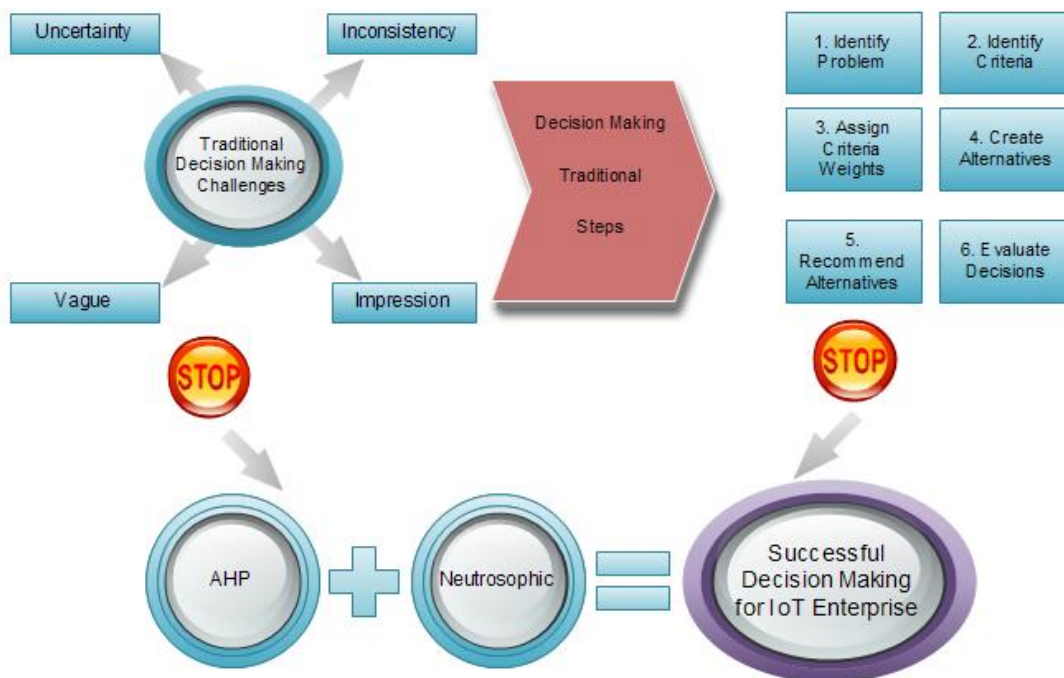 Uncertainty
Inconsistency
Traditional
Decision Making
Challenges
Vague
Impression
Decision Making
Traditional
Steps
1. Identify
Problem
2. Identify
Criteria
3. Assign
Criteria
Weights
4. Create
Alternatives
5.
Recommend
Alternatives
6. Evaluate
Decisions
STOP
STOP
AHP
Neutrosophic
Successful
Decision Making
for IoT Enterprise